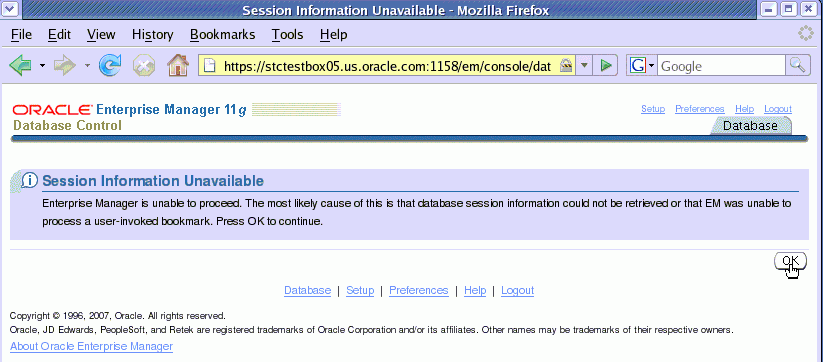 Session Information Unavailable - Mozilla Firefox
File Edit View History Bookmarks Tools Help
https://stctestbox05.us.oracle.com:1158/em/console/dat G Google
ORACLE Enterprise Manager 11g
Setup Preferences Help Logout
Database Control
Database
i Session Information Unavailable
Enterprise Manager is unable to proceed. The most likely cause of this is that database session information could not be retrieved or that EM was unable to
process a user-invoked bookmark. Press OK to continue.
OK
Database | Setup | Preferences | Help | Logout
Copyright © 1996, 2007, Oracle. All rights reserved.
Oracle, JD Edwards, PeopleSoft, and Retek are registered trademarks of Oracle Corporation and/or its affiliates. Other names may be trademarks of their respective owners.
About Oracle Enterprise Manager